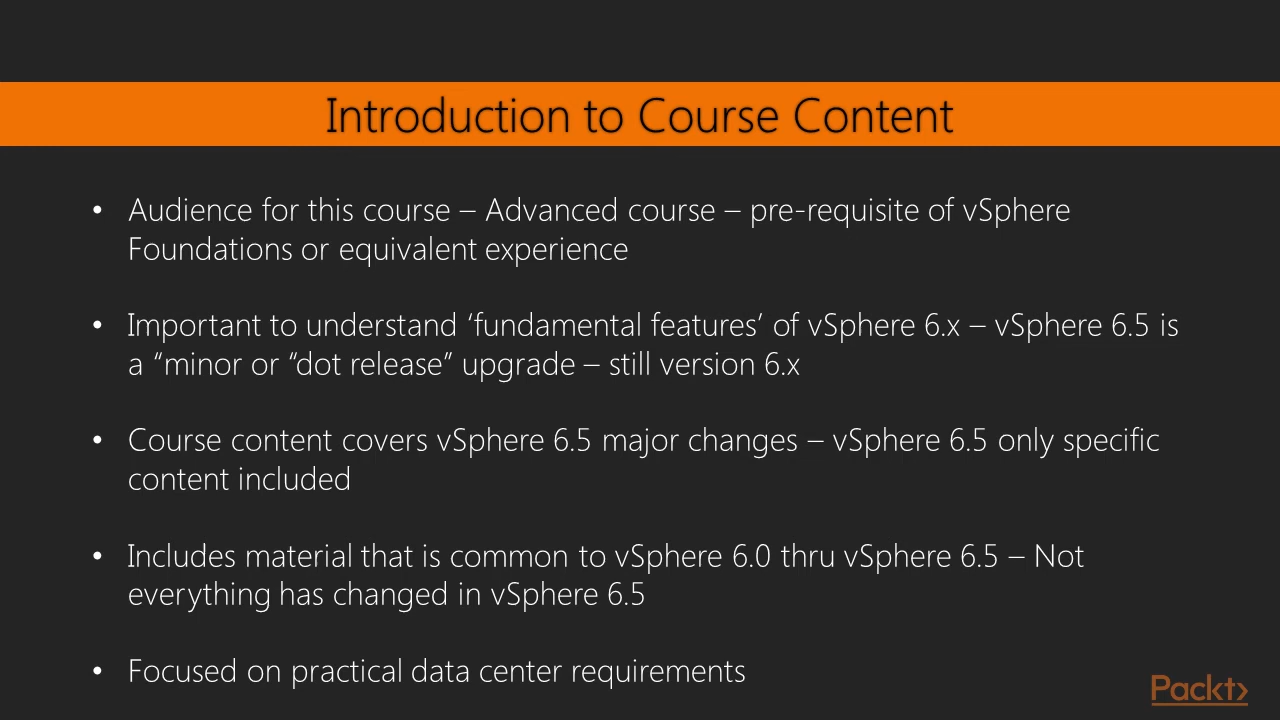 Introduction to Course Content
• Audience for this course – Advanced course – pre-requisite of vSphere
Foundations or equivalent experience
• Important to understand ‘fundamental features’ of vSphere 6.x – vSphere 6.5 is
a “minor or “dot release” upgrade – still version 6.x
• Course content covers vSphere 6.5 major changes – vSphere 6.5 only specific
content included
• Includes material that is common to vSphere 6.0 thru vSphere 6.5 – Not
everything has changed in vSphere 6.5
• Focused on practical data center requirements
Packt>